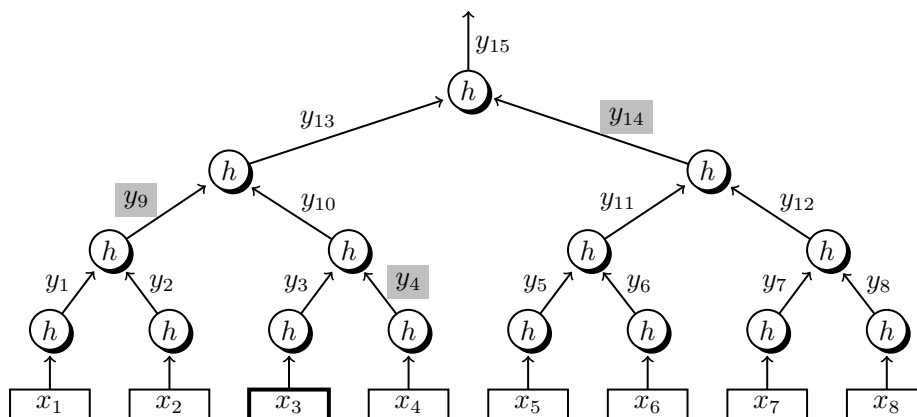 y₁₅
h
y₁₃ y₁₄
h h
y₉ y₁₀ y₁₁ y₁₂
h h h h
y₁ y₂ y₃ y₄ y₅ y₆ y₇ y₈
h h h h h h h h
x₁ x₂ x₃ x₄ x₅ x₆ x₇ x₈